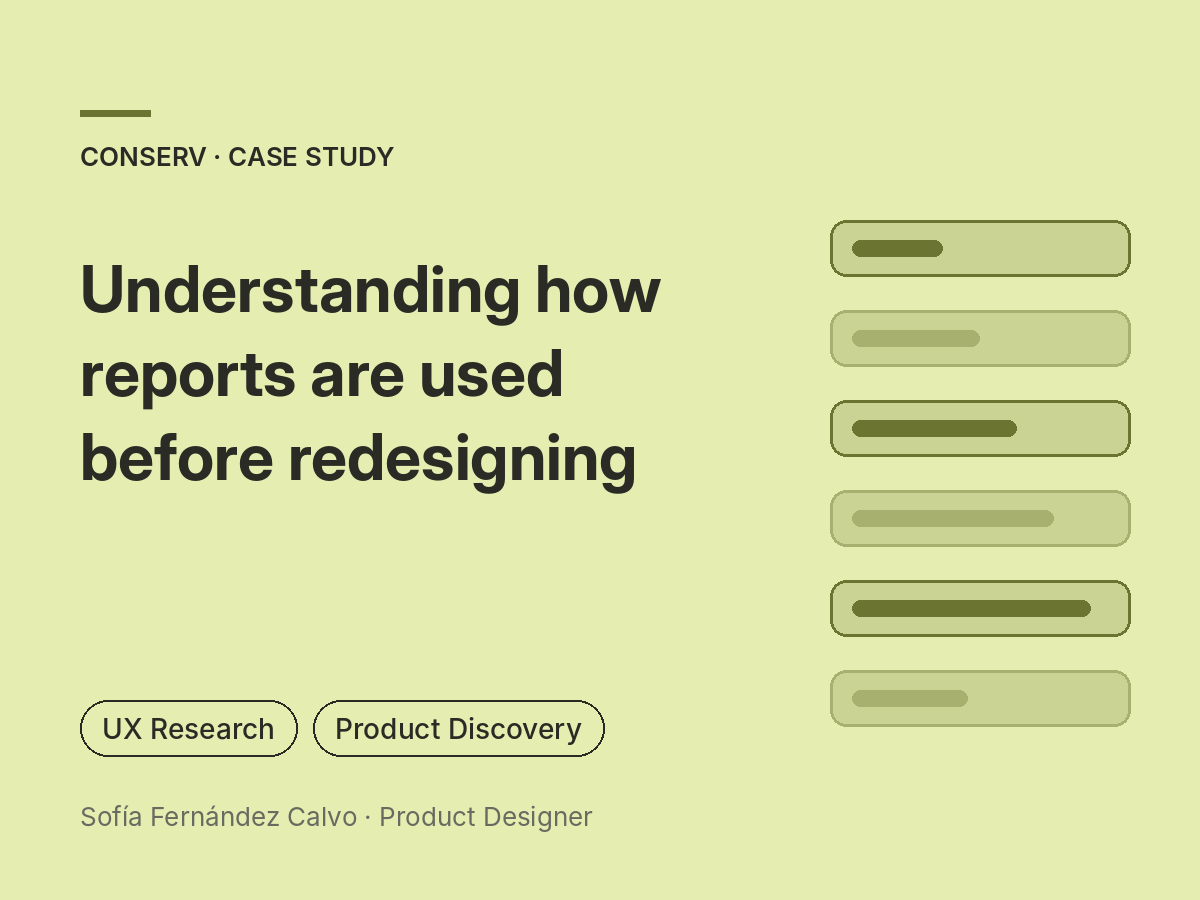 CONSERV · CASE STUDY
Understanding how
reports are used
before redesigning
UX Research
Product Discovery
Sofía Fernández Calvo · Product Designer